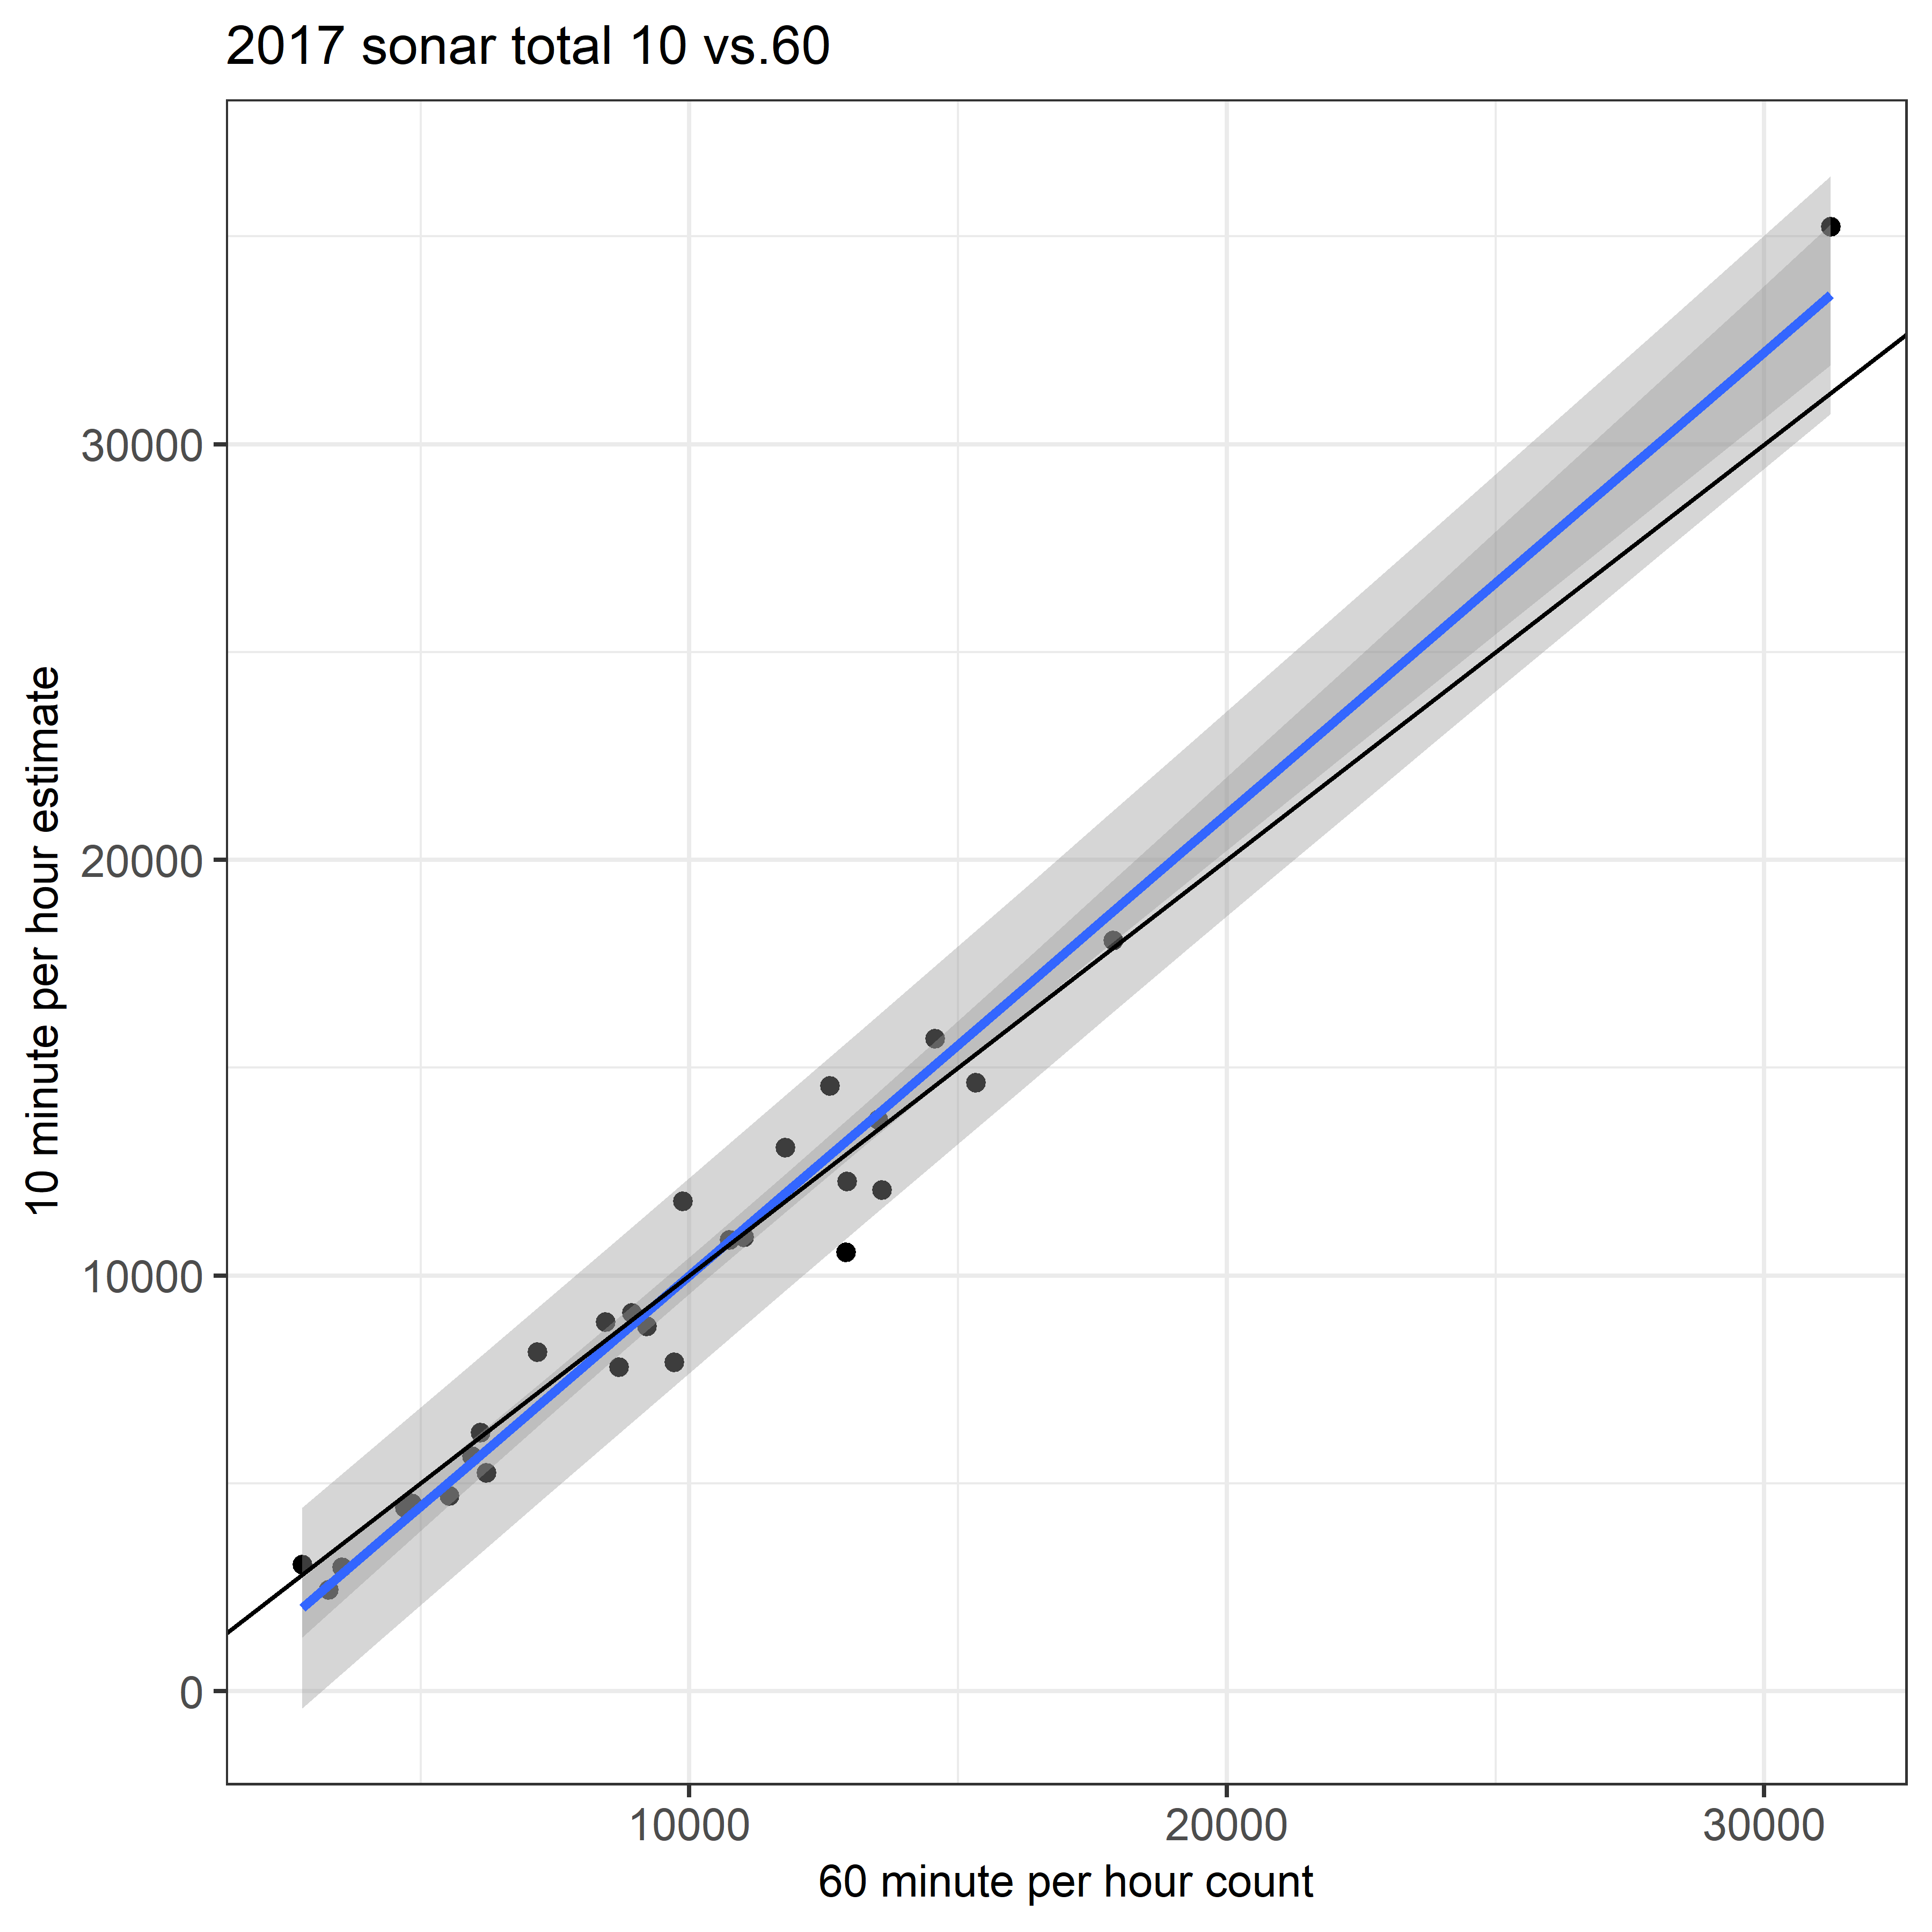 2017 sonar total 10 vs.60
10 minute per hour estimate
30000
20000
10000
0
10000 20000 30000
60 minute per hour count